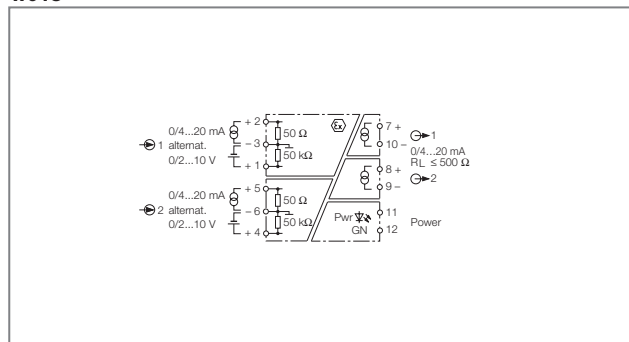 0/4...20 mA
1 alternat.
0/2...10 V
+ 2
- 3
+ 1
50 Ω
50 kΩ
Ex
7 +
10 -
1
0/4...20 mA
RL ≤ 500 Ω
8 +
9 -
2
0/4...20 mA
2 alternat.
0/2...10 V
+ 5
- 6
+ 4
50 Ω
50 kΩ
Pwr
GN
11
12
Power